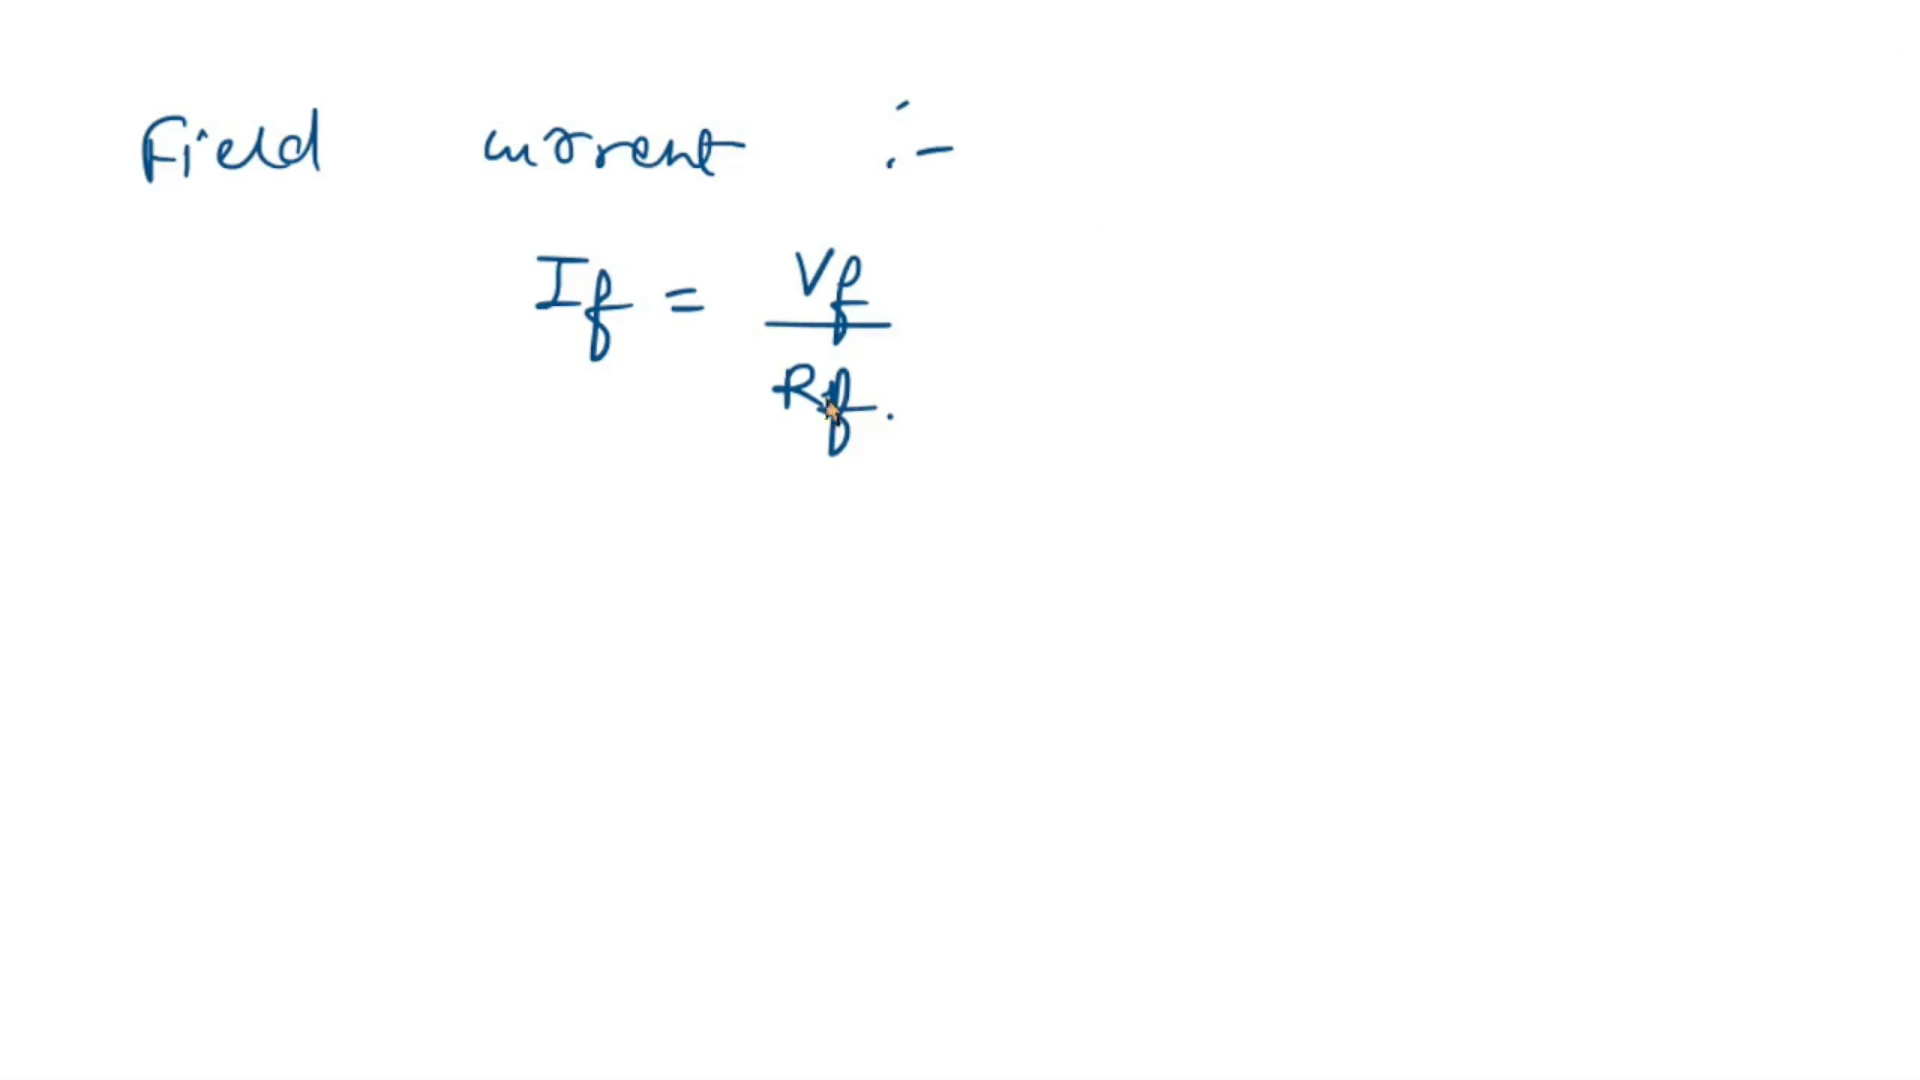 Field current :-
If = Vf / Rf.